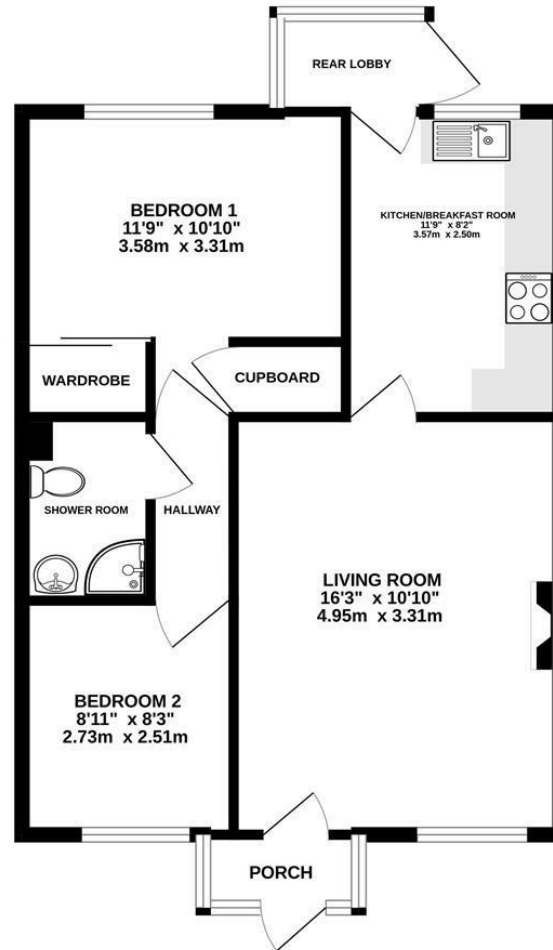 REAR LOBBY
BEDROOM 1
11'9" x 10'10"
3.58m x 3.31m
KITCHEN/BREAKFAST ROOM
11'9" x 8'2"
3.57m x 2.50m
WARDROBE
CUPBOARD
SHOWER ROOM
HALLWAY
LIVING ROOM
16'3" x 10'10"
4.95m x 3.31m
BEDROOM 2
8'11" x 8'3"
2.73m x 2.51m
PORCH